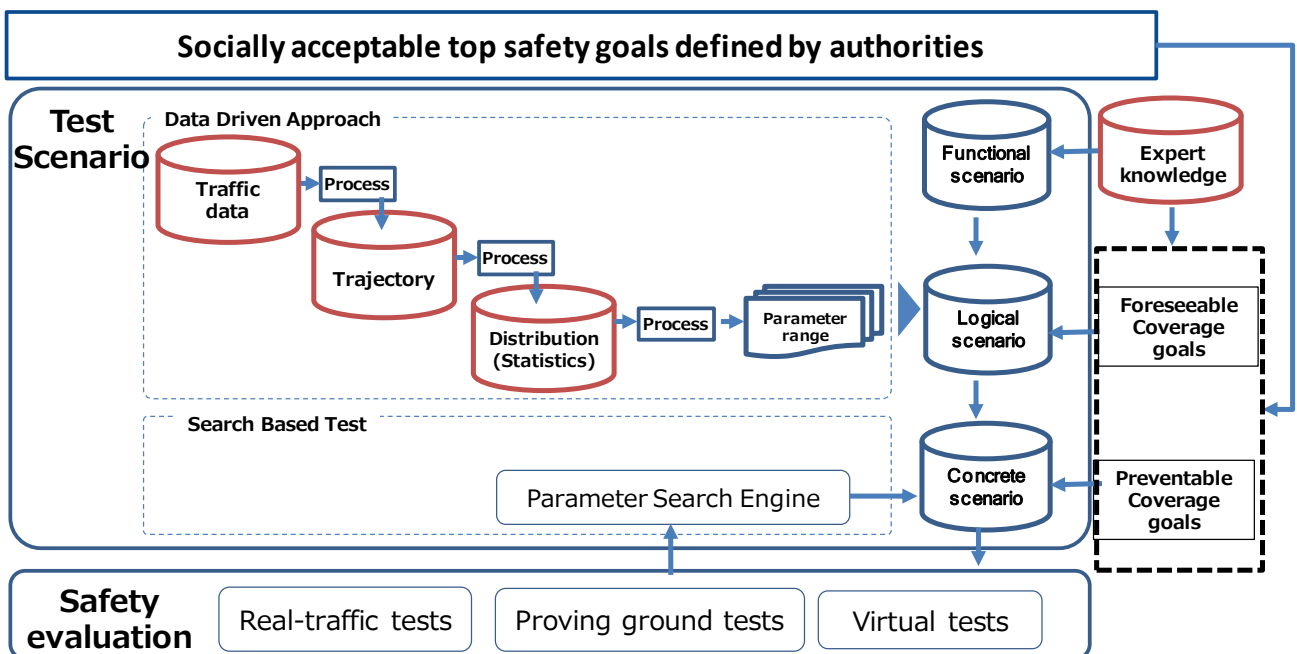 Socially acceptable top safety goals defined by authorities
Test
Scenario
Data Driven Approach
Traffic
data
Process
Trajectory
Process
Distribution
(Statistics)
Process
Parameter
range
Functional
scenario
Expert
knowledge
Logical
scenario
Foreseeable
Coverage
goals
Search Based Test
Parameter Search Engine
Concrete
scenario
Preventable
Coverage
goals
Safety
evaluation
Real-traffic tests
Proving ground tests
Virtual tests